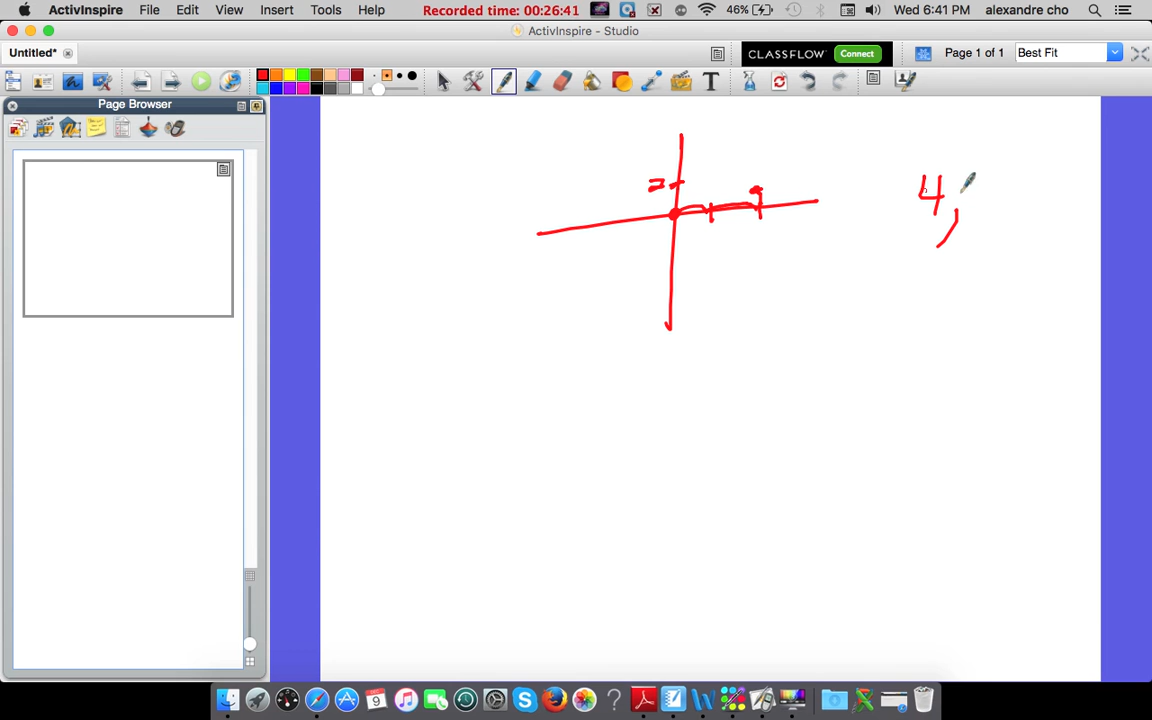 ActivInspire File Edit View Insert Tools Help Recorded time: 00:26:41 46% Wed 6:41 PM alexandre cho
ActivInspire - Studio
Untitled* CLASSFLOW Connect Page 1 of 1 Best Fit
Page Browser
4,